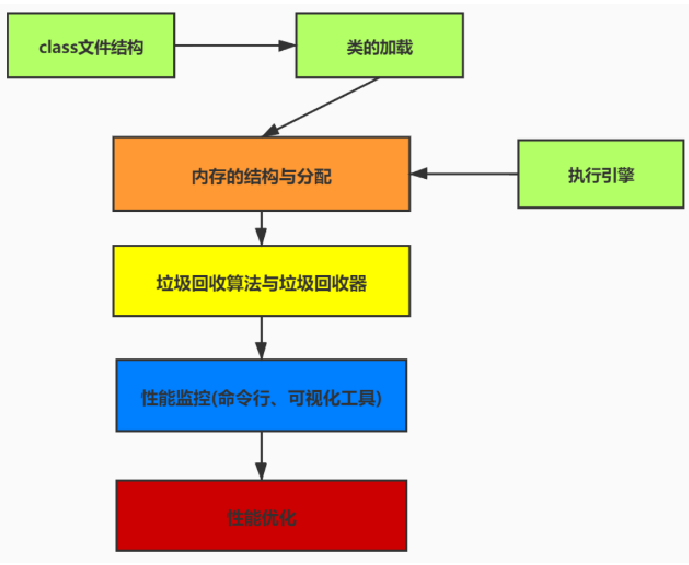 class文件结构
类的加载
内存的结构与分配
执行引擎
垃圾回收算法与垃圾回收器
性能监控(命令行、可视化工具)
性能优化